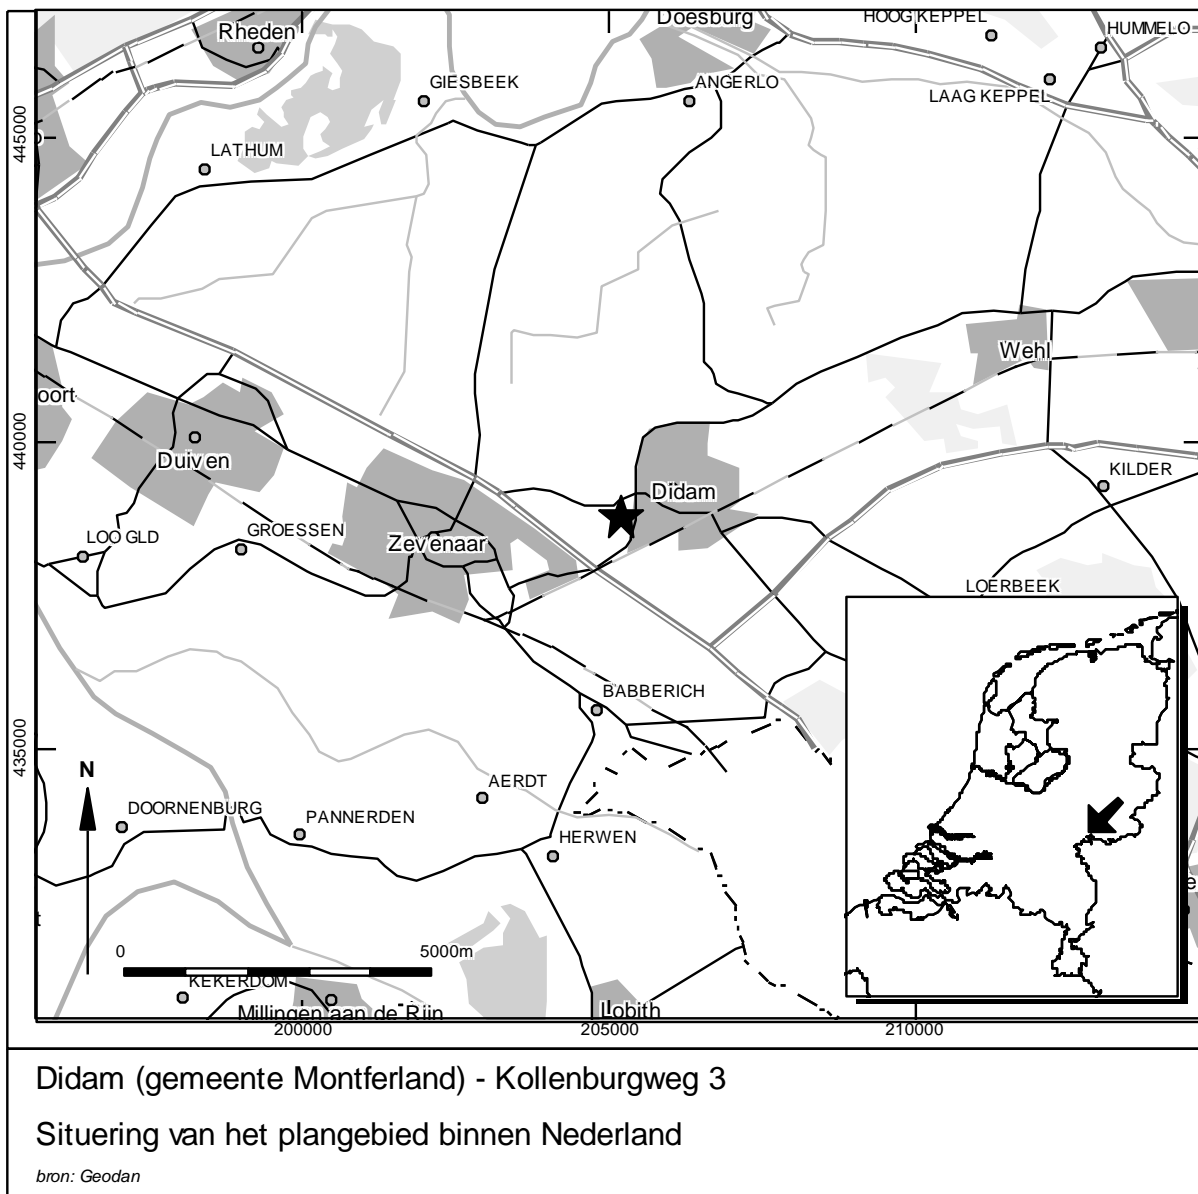 Rheden
Doesburg
HOOG KEPPEL
HUMMELO
GIESBEEK
ANGERLO
LAAG KEPPEL
445000
LATHUM
Wehl
oort
440000
Duiven
KILDER
Didam
LOO GLD
GROESSEN
Zevenaar
LOERBEEK
BABBERICH
435000
N
AERDT
DOORNENBURG
PANNERDEN
HERWEN
e
0 5000m
KEKERDOM
Millingen aan de Rijn
Lobith
200000 205000 210000
Didam (gemeente Montferland) - Kollenburgweg 3
Situering van het plangebied binnen Nederland
bron: Geodan